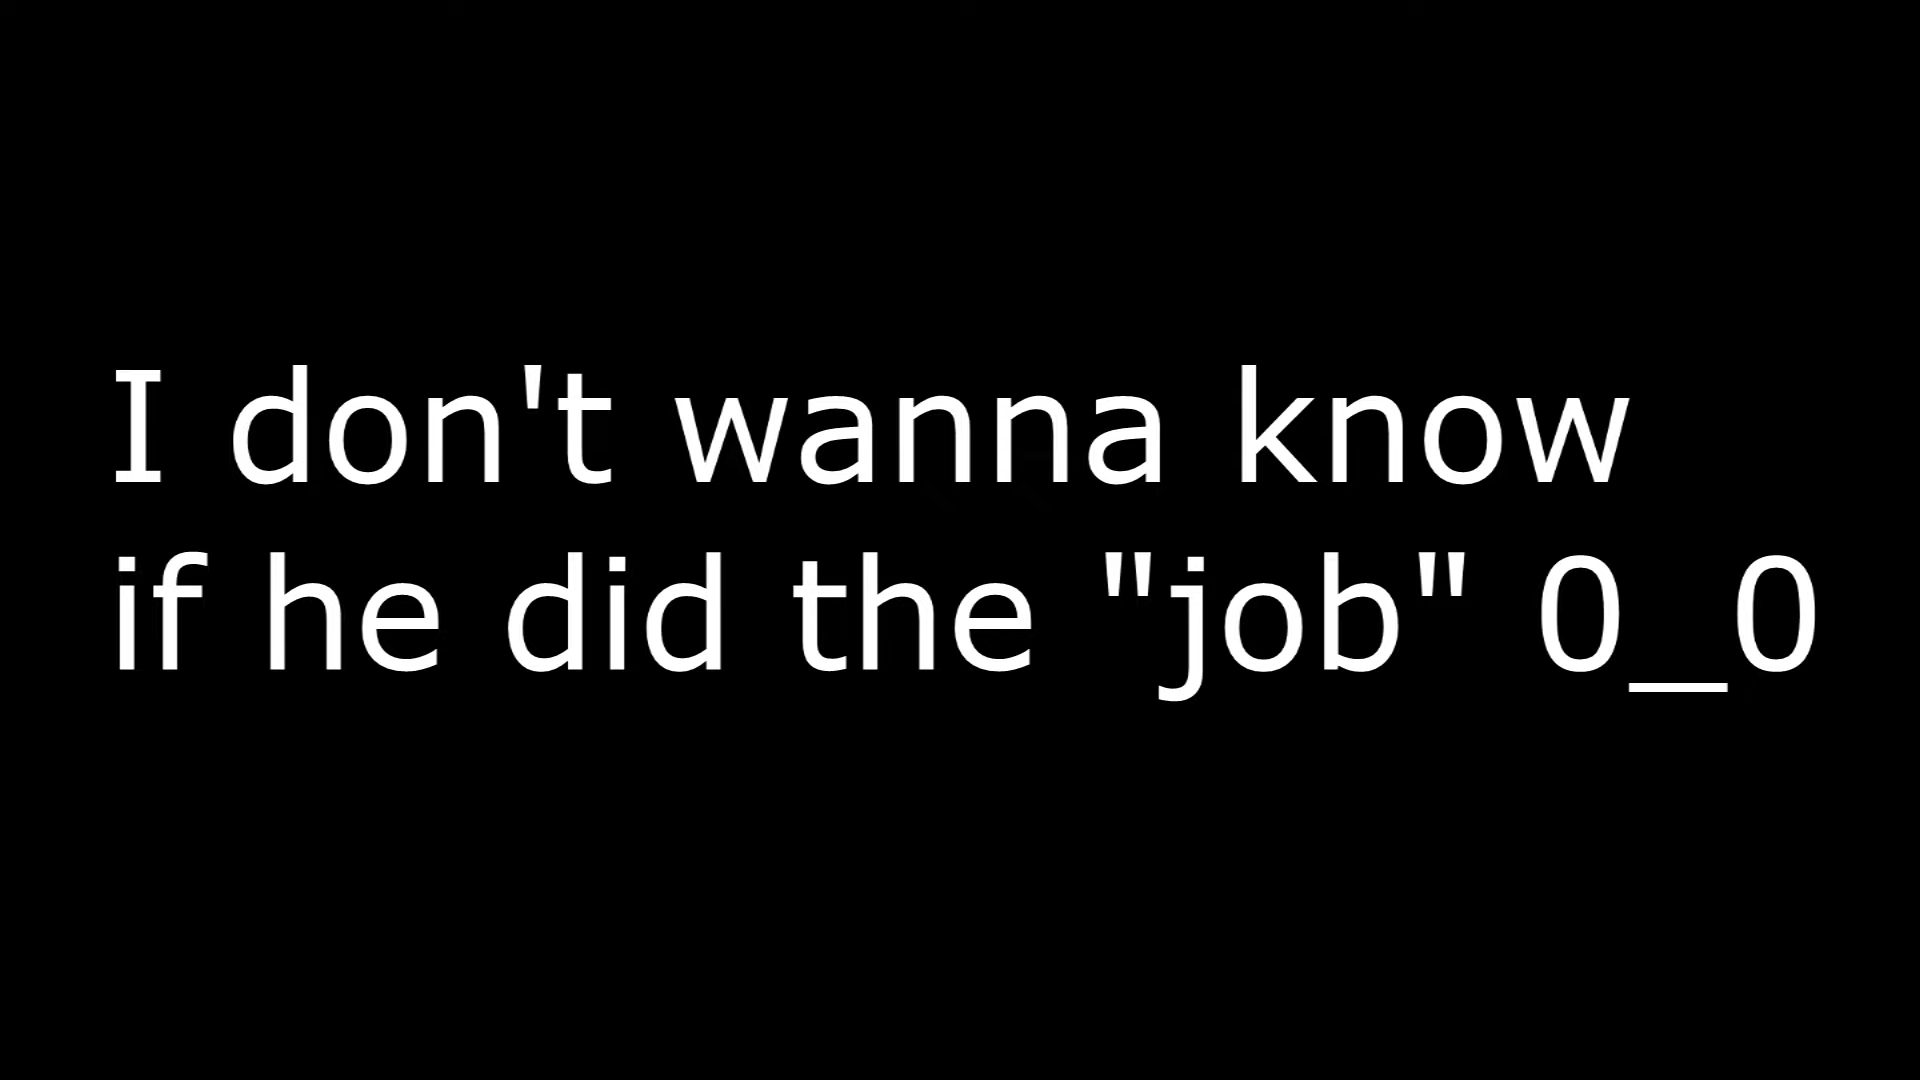 I don't wanna know
if he did the "job" 0_0